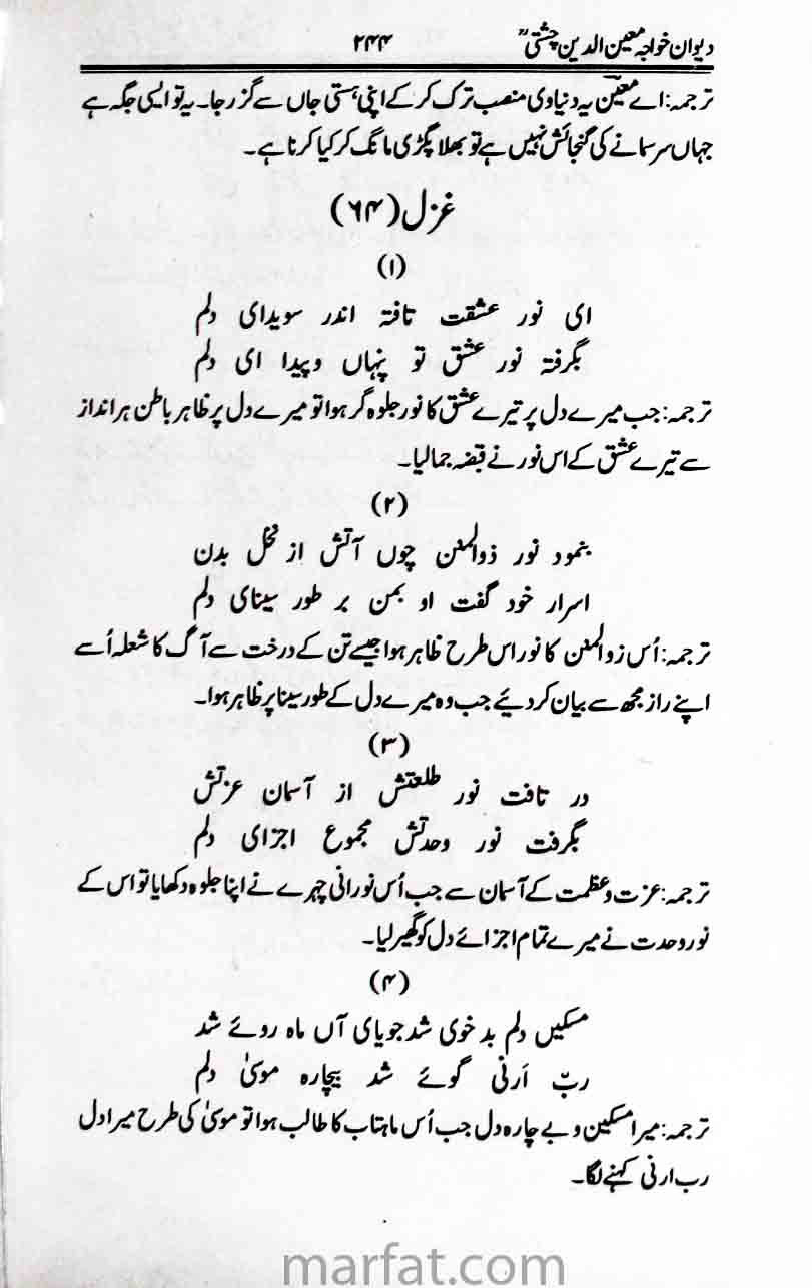 دیوان خواجہ معین الدین چشتیؒ ۲۴۴
ترجمہ: اے معینؔ یہ دنیاوی منصب ترک کر کے اپنی ہستی جاں سے گزر جا۔ یہ تو ایسی جگہ ہے
جہاں سر سمانے کی گنجائش نہیں ہے تو بھلا پگڑی مانگ کر کیا کرنا ہے۔
غزل (۶۴)
(۱)
ای نور عشقت تافتہ اندر سویدای دلم
بگرفتہ نور عشق تو پنہاں و پیدا ای دلم
ترجمہ: جب میرے دل پر تیرے عشق کا نور جلوہ گر ہوا تو میرے دل پر ظاہر باطن ہر انداز
سے تیرے عشق کے اس نور نے قبضہ جما لیا۔
(۲)
بنمود نور ذوالمنن چوں آتش از نخل بدن
اسرار خود گفت او بمن بر طور سینای دلم
ترجمہ: اُس ذوالمنن کا نور اس طرح ظاہر ہوا جیسے تن کے درخت سے آگ کا شعلہ اُسے
اپنے راز مجھ سے بیان کر دیئے جب وہ میرے دل کے طور سینا پر ظاہر ہوا۔
(۳)
در تافت نور طلعتش از آسمان عزتش
بگرفت نور وحدتش مجموع اجزای دلم
ترجمہ: عزت و عظمت کے آسمان سے جب اُس نورانی چہرے نے اپنا جلوہ دکھایا تو اس کے
نور وحدت نے میرے تمام اجزائے دل کو گھیر لیا۔
(۴)
مسکیں دلم بد خوی شد جویای آں ماہ روئے شد
ربّ اَرنی گوئے شد بیچارہ موسیٰ دلم
ترجمہ: میرا مسکین و بے چارہ دل جب اُس ماہتاب کا طالب ہوا تو موسیٰ کی طرح میرا دل
رب ارنی کہنے لگا۔
marfat.com